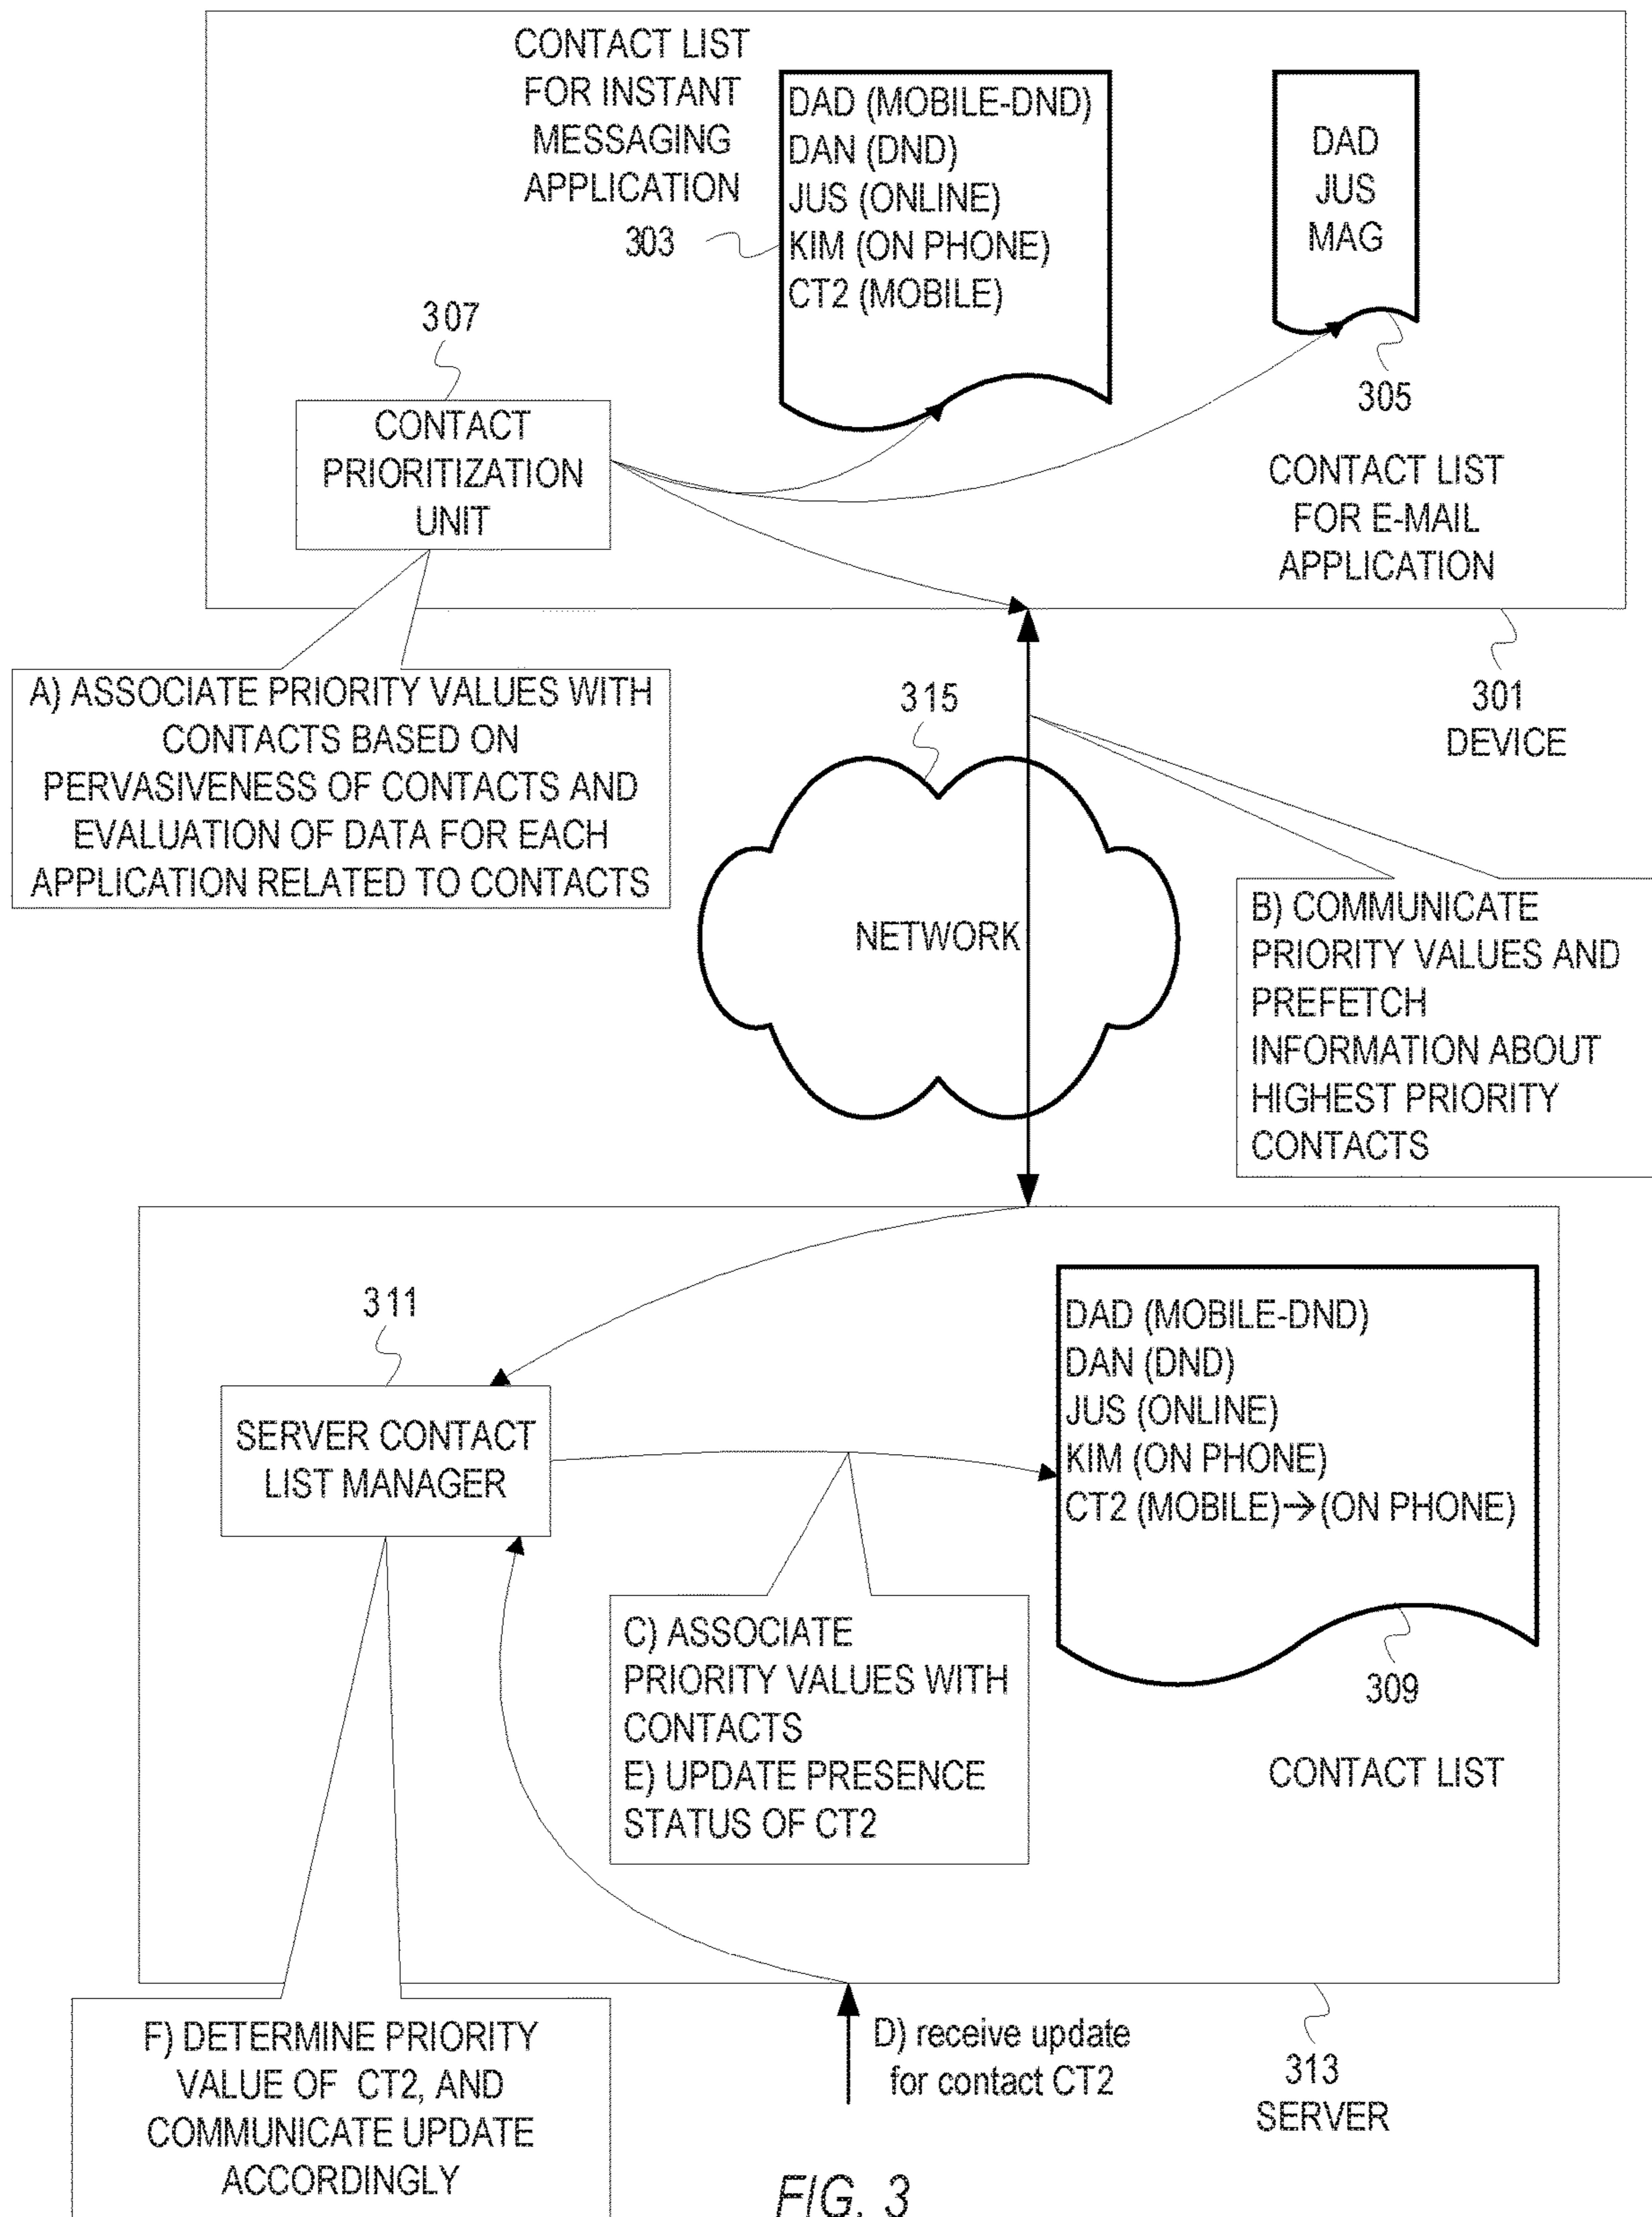 CONTACT LIST
FOR INSTANT
MESSAGING
APPLICATION
303
DAD (MOBILE-DND)
DAN (DND)
JUS (ONLINE)
KIM (ON PHONE)
CT2 (MOBILE)
DAD
JUS
MAG
305
CONTACT LIST
FOR E-MAIL
APPLICATION
307
CONTACT
PRIORITIZATION
UNIT
301
DEVICE
A) ASSOCIATE PRIORITY VALUES WITH
CONTACTS BASED ON
PERVASIVENESS OF CONTACTS AND
EVALUATION OF DATA FOR EACH
APPLICATION RELATED TO CONTACTS
315
NETWORK
B) COMMUNICATE
PRIORITY VALUES AND
PREFETCH
INFORMATION ABOUT
HIGHEST PRIORITY
CONTACTS
311
SERVER CONTACT
LIST MANAGER
DAD (MOBILE-DND)
DAN (DND)
JUS (ONLINE)
KIM (ON PHONE)
CT2 (MOBILE)→(ON PHONE)
309
CONTACT LIST
C) ASSOCIATE
PRIORITY VALUES WITH
CONTACTS
E) UPDATE PRESENCE
STATUS OF CT2
F) DETERMINE PRIORITY
VALUE OF CT2, AND
COMMUNICATE UPDATE
ACCORDINGLY
D) receive update
for contact CT2
313
SERVER
FIG. 3